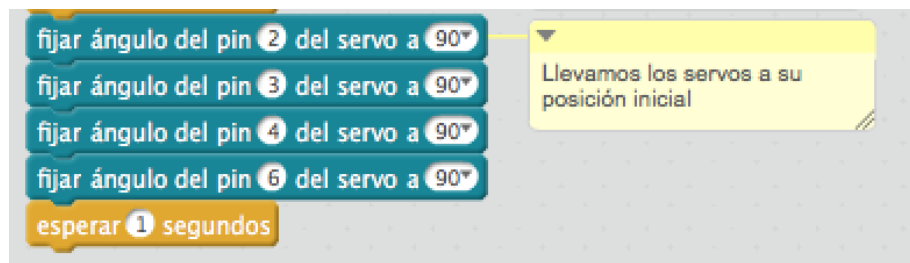 fijar ángulo del pin 2 del servo a 90
fijar ángulo del pin 3 del servo a 90
fijar ángulo del pin 4 del servo a 90
fijar ángulo del pin 6 del servo a 90
esperar 1 segundos
Llevamos los servos a su
posición inicial